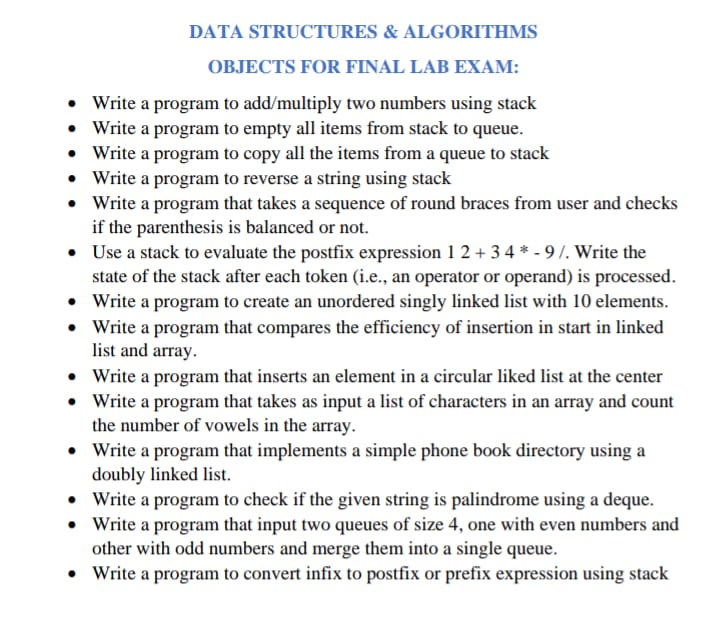 DATA STRUCTURES & ALGORITHMS
OBJECTS FOR FINAL LAB EXAM:
• Write a program to add/multiply two numbers using stack
• Write a program to empty all items from stack to queue.
• Write a program to copy all the items from a queue to stack
• Write a program to reverse a string using stack
• Write a program that takes a sequence of round braces from user and checks
if the parenthesis is balanced or not.
• Use a stack to evaluate the postfix expression 1 2 + 3 4 * - 9 /. Write the
state of the stack after each token (i.e., an operator or operand) is processed.
• Write a program to create an unordered singly linked list with 10 elements.
• Write a program that compares the efficiency of insertion in start in linked
list and array.
• Write a program that inserts an element in a circular liked list at the center
• Write a program that takes as input a list of characters in an array and count
the number of vowels in the array.
• Write a program that implements a simple phone book directory using a
doubly linked list.
• Write a program to check if the given string is palindrome using a deque.
• Write a program that input two queues of size 4, one with even numbers and
other with odd numbers and merge them into a single queue.
• Write a program to convert infix to postfix or prefix expression using stack